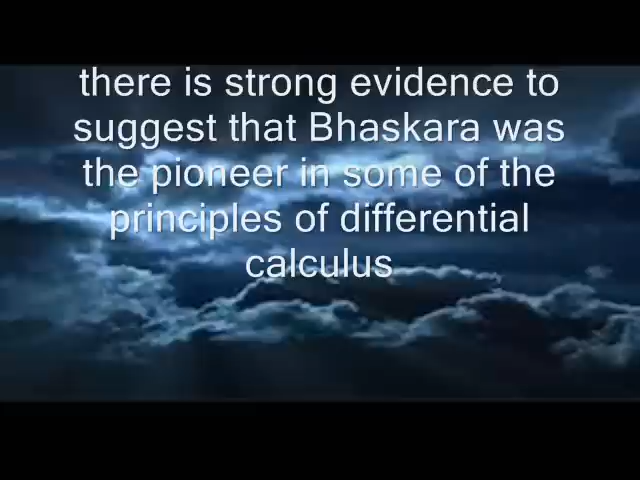 there is strong evidence to
suggest that Bhaskara was
the pioneer in some of the
principles of differential
calculus